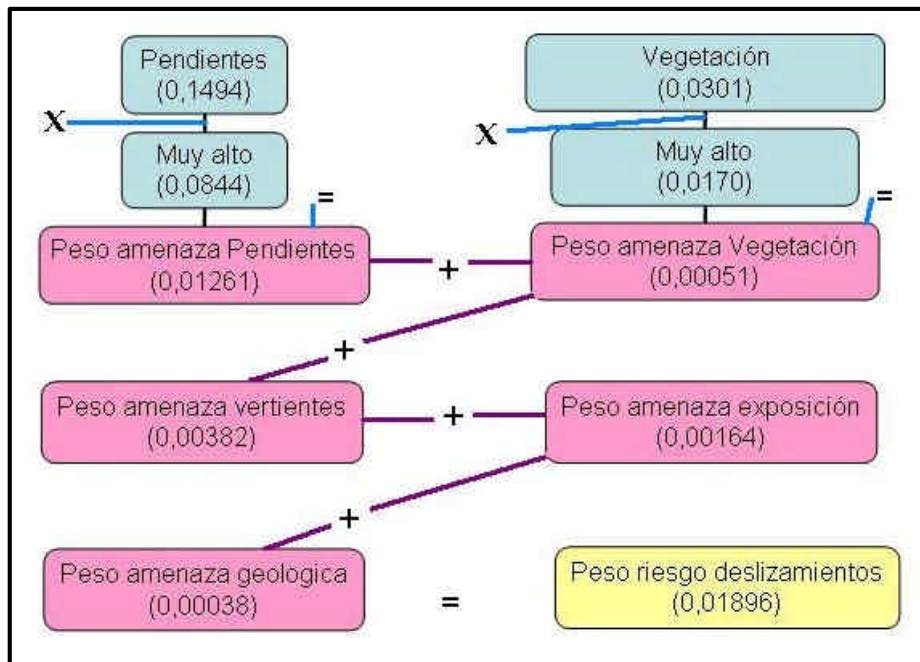 Pendientes
(0,1494)
Vegetación
(0,0301)
X
X
Muy alto
(0,0844)
Muy alto
(0,0170)
=
=
Peso amenaza Pendientes
(0,01261)
+
Peso amenaza Vegetación
(0,00051)
+
Peso amenaza vertientes
(0,00382)
+
Peso amenaza exposición
(0,00164)
+
Peso amenaza geologica
(0,00038)
=
Peso riesgo deslizamientos
(0,01896)